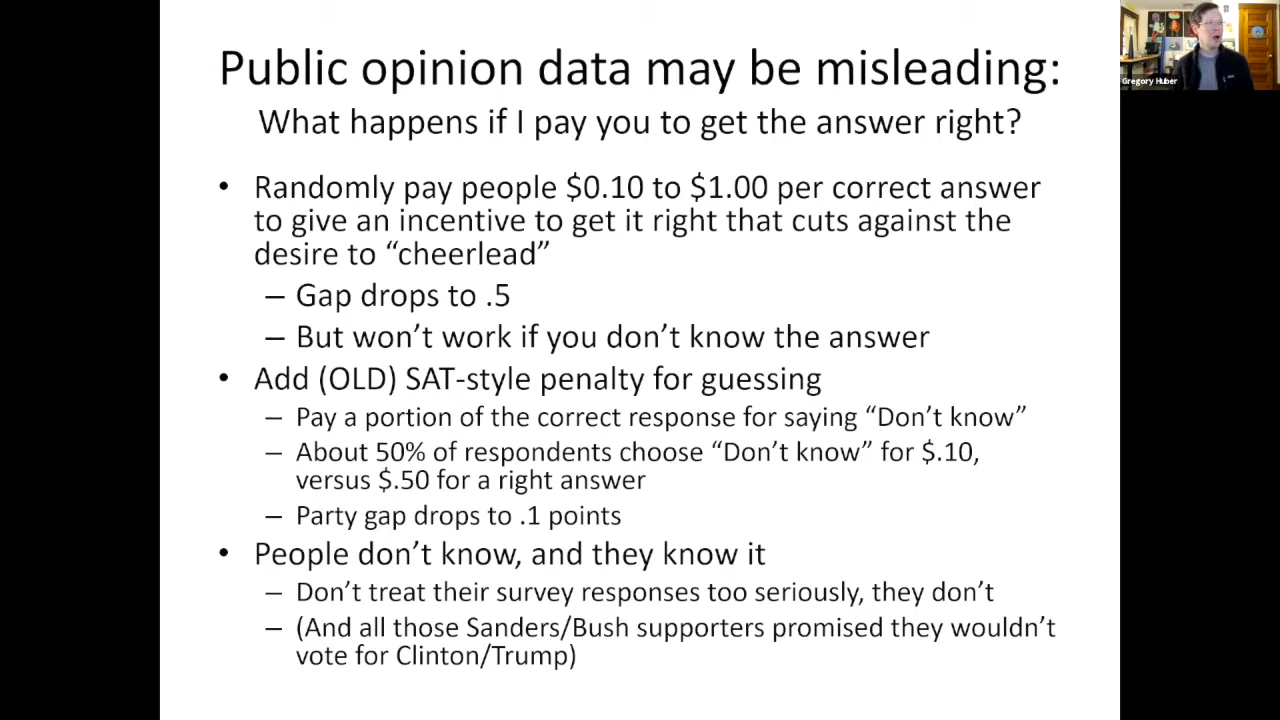 Public opinion data may be misleading:
What happens if I pay you to get the answer right?
• Randomly pay people $0.10 to $1.00 per correct answer
to give an incentive to get it right that cuts against the
desire to “cheerlead”
– Gap drops to .5
– But won’t work if you don’t know the answer
• Add (OLD) SAT-style penalty for guessing
– Pay a portion of the correct response for saying “Don’t know”
– About 50% of respondents choose “Don’t know” for $.10,
versus $.50 for a right answer
– Party gap drops to .1 points
• People don’t know, and they know it
– Don’t treat their survey responses too seriously, they don’t
– (And all those Sanders/Bush supporters promised they wouldn’t
vote for Clinton/Trump)
Gregory Huber